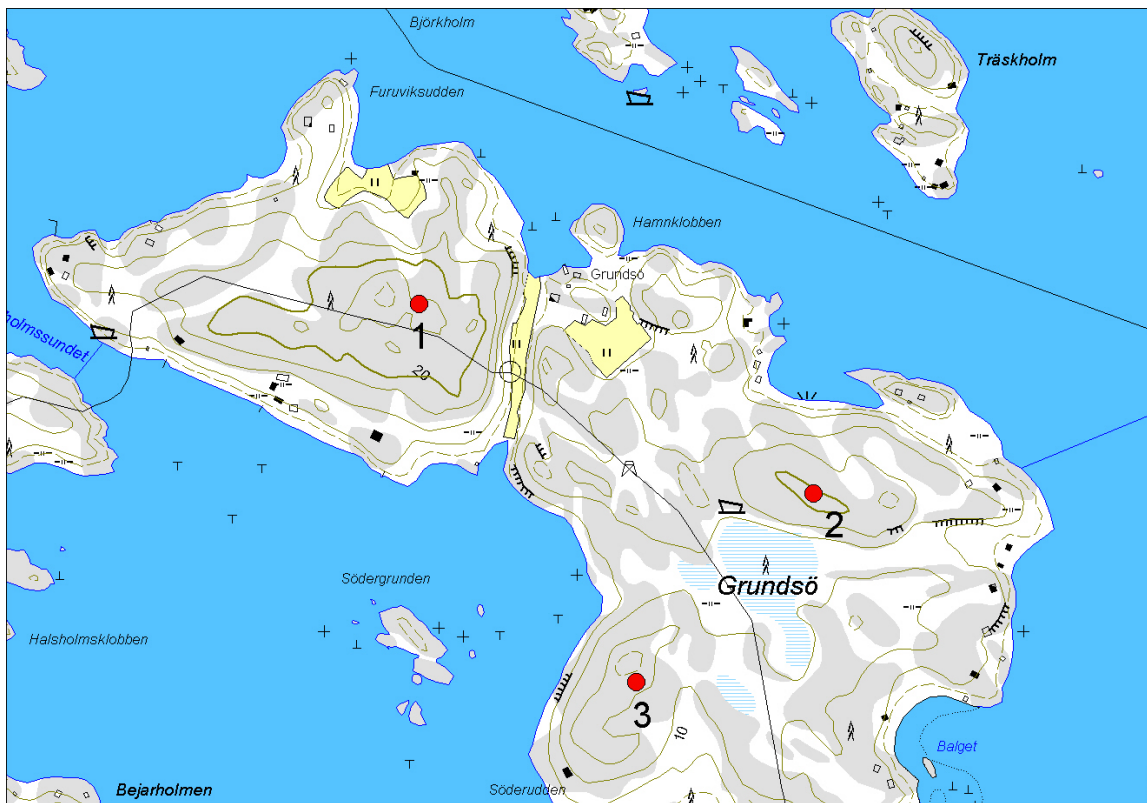 Björkholm
Träskholm
Furuviksudden
Hamnklobben
Grundsö
holmssundet
1
20
2
Södergrunden
Grundsö
Halsholmsklobben
3
10
Balget
Bejarholmen
Söderudden